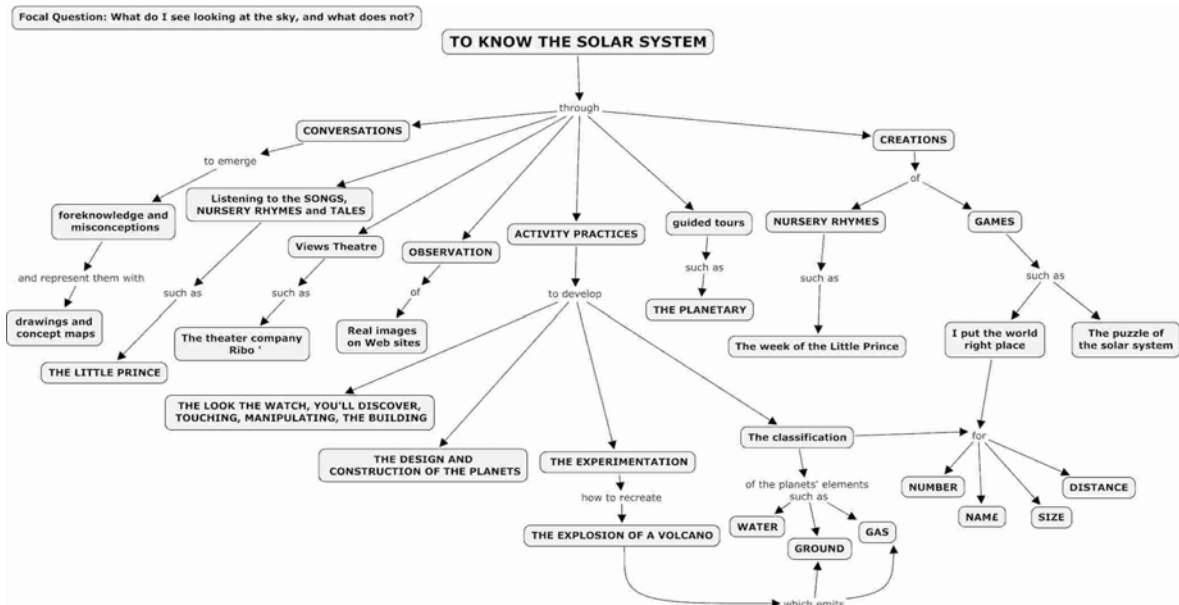 Focal Question: What do I see looking at the sky, and what does not?
TO KNOW THE SOLAR SYSTEM
through
CONVERSATIONS
CREATIONS
to emerge
of
Listening to the SONGS,
NURSERY RHYMES and TALES
foreknowledge and
misconceptions
Views Theatre
OBSERVATION
ACTIVITY PRACTICES
guided tours
NURSERY RHYMES
GAMES
and represent them with
such as
such as
of
to develop
such as
such as
such as
drawings and
concept maps
THE LITTLE PRINCE
The theater company
Ribo '
Real images
on Web sites
THE PLANETARY
The week of the Little Prince
I put the world
right place
The puzzle of
the solar system
THE LOOK THE WATCH, YOU'LL DISCOVER,
TOUCHING, MANIPULATING, THE BUILDING
THE DESIGN AND
CONSTRUCTION OF THE PLANETS
THE EXPERIMENTATION
The classification
for
how to recreate
of the planets' elements
such as
NUMBER
NAM£
SIZE
DISTANCE
THE EXPLOSION OF A VOLCANO
WATER
GROUND
GAS
which emits